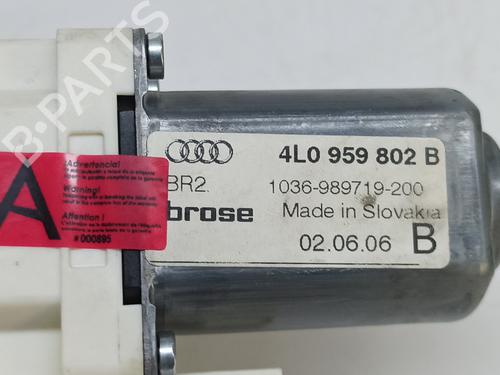 B-PARTS
A
¡Advertencia!
Warning!
Attention !
# 000895
4L0 959 802 B
BR2.
1036-989719-200
brose
Made in Slovakia
02.06.06
B